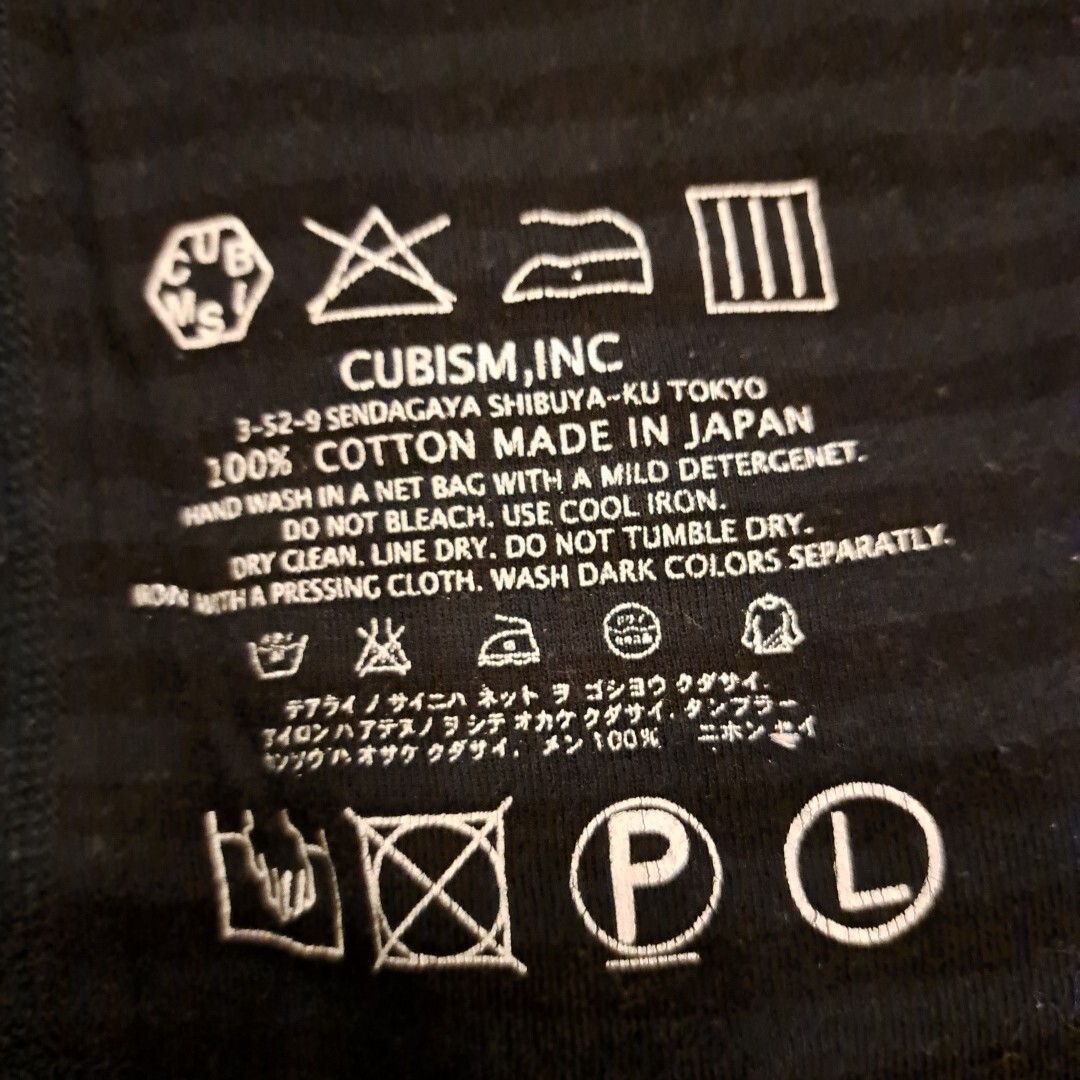 CUBISM
CUBISM,INC
3-52-9 SENDAGAYA SHIBUYA-KU TOKYO
100% COTTON MADE IN JAPAN
HAND WASH IN A NET BAG WITH A MILD DETERGENET.
DO NOT BLEACH. USE COOL IRON.
DRY CLEAN. LINE DRY. DO NOT TUMBLE DRY.
IRON WITH A PRESSING CLOTH. WASH DARK COLORS SEPARATLY.
テアライ ノ サイニハ ネット ヲ ゴシヨウ クダサイ.
アイロン ハ アテヌノ ヲ シテ オカケ クダサイ. タンブラー
カンソウ ハ オサケ クダサイ. メン 100% ニホン セイ
P L